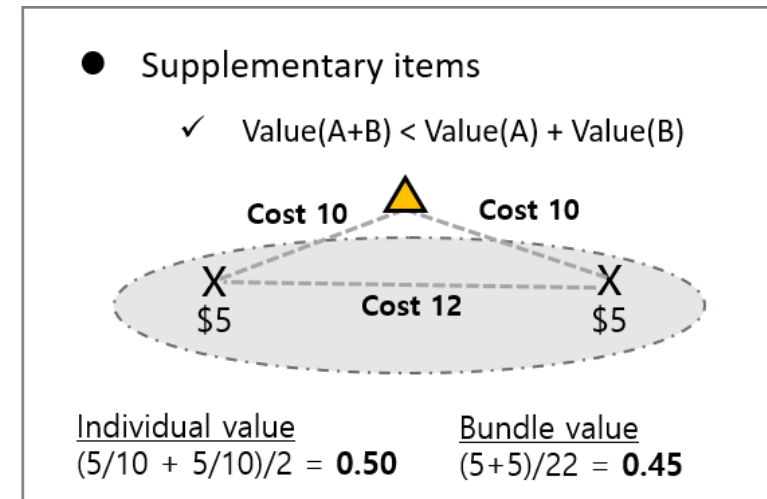 ● Supplementary items
✓ Value(A+B) < Value(A) + Value(B)
Cost 10 Cost 10
X X
Cost 12
$5 $5
Individual value Bundle value
(5/10 + 5/10)/2 = 0.50 (5+5)/22 = 0.45